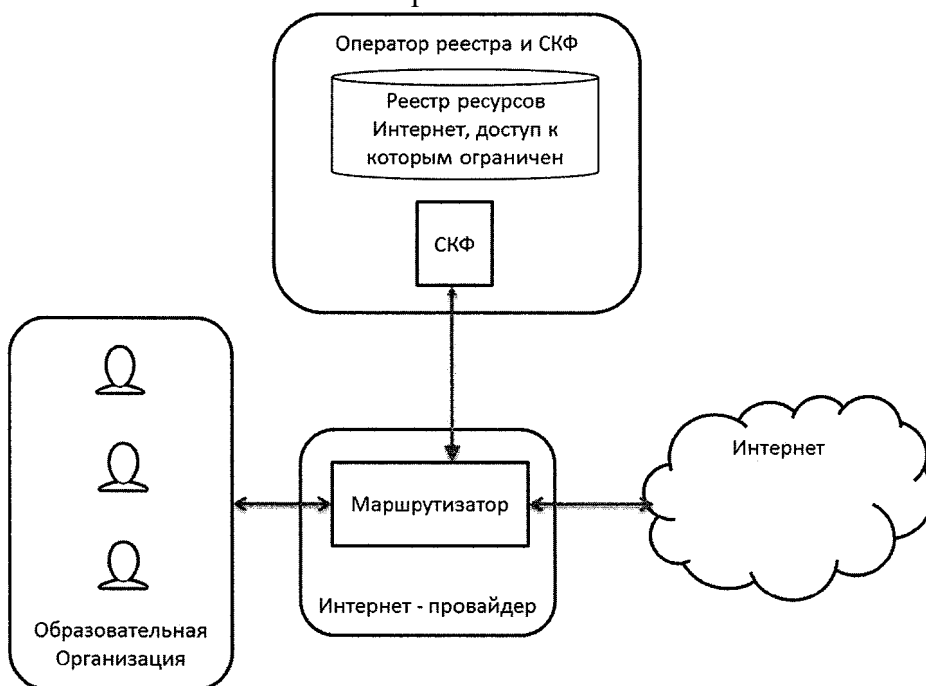 Оператор реестра и СКФ
Реестр ресурсов
Интернет, доступ к
которым ограничен
СКФ
Интернет
Маршрутизатор
Интернет - провайдер
Образовательная
Организация